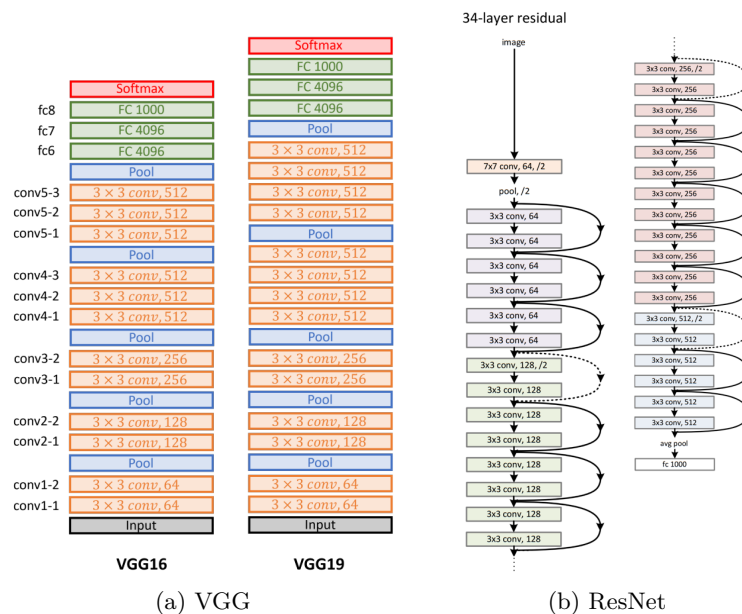 Softmax
FC 1000
FC 4096
FC 4096
Pool
3 × 3 conv, 512
3 × 3 conv, 512
3 × 3 conv, 512
Pool
3 × 3 conv, 512
3 × 3 conv, 512
3 × 3 conv, 512
Pool
3 × 3 conv, 256
3 × 3 conv, 256
Pool
3 × 3 conv, 128
3 × 3 conv, 128
Pool
3 × 3 conv, 64
3 × 3 conv, 64
Input
fc8
fc7
fc6
conv5-3
conv5-2
conv5-1
conv4-3
conv4-2
conv4-1
conv3-2
conv3-1
conv2-2
conv2-1
conv1-2
conv1-1
VGG16
Softmax
FC 1000
FC 4096
FC 4096
Pool
3 × 3 conv, 512
3 × 3 conv, 512
3 × 3 conv, 512
3 × 3 conv, 512
Pool
3 × 3 conv, 512
3 × 3 conv, 512
3 × 3 conv, 512
Pool
3 × 3 conv, 256
3 × 3 conv, 256
Pool
3 × 3 conv, 128
3 × 3 conv, 128
Pool
3 × 3 conv, 64
3 × 3 conv, 64
Input
VGG19
(a) VGG
34-layer residual
image
7x7 conv, 64, /2
pool, /2
3x3 conv, 64
3x3 conv, 64
3x3 conv, 64
3x3 conv, 64
3x3 conv, 64
3x3 conv, 64
3x3 conv, 128, /2
3x3 conv, 128
3x3 conv, 128
3x3 conv, 128
3x3 conv, 128
3x3 conv, 128
3x3 conv, 128
3x3 conv, 128
3x3 conv, 256, /2
3x3 conv, 256
3x3 conv, 256
3x3 conv, 256
3x3 conv, 256
3x3 conv, 256
3x3 conv, 256
3x3 conv, 256
3x3 conv, 256
3x3 conv, 256
3x3 conv, 256
3x3 conv, 256
3x3 conv, 512, /2
3x3 conv, 512
3x3 conv, 512
3x3 conv, 512
3x3 conv, 512
3x3 conv, 512
avg pool
fc 1000
(b) ResNet